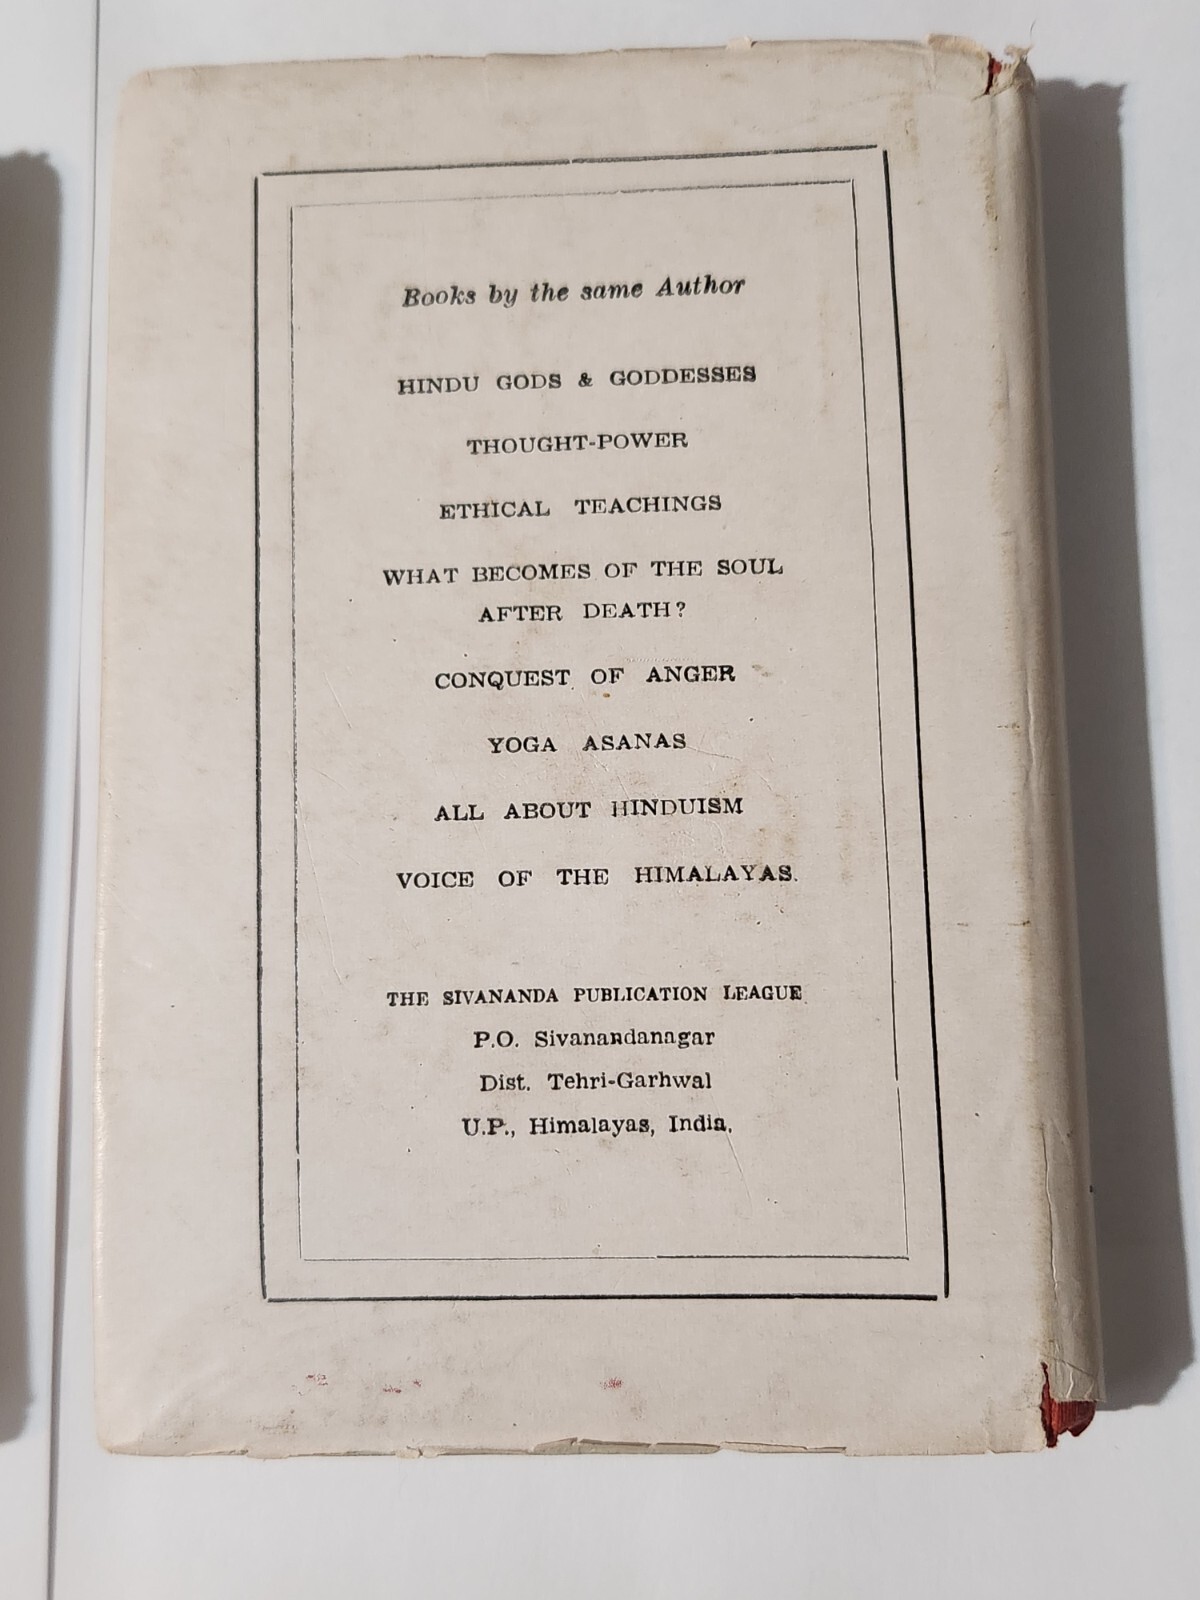 Books by the same Author
HINDU GODS & GODDESSES
THOUGHT-POWER
ETHICAL TEACHINGS
WHAT BECOMES OF THE SOUL
AFTER DEATH?
CONQUEST OF ANGER
YOGA ASANAS
ALL ABOUT HINDUISM
VOICE OF THE HIMALAYAS.
THE SIVANANDA PUBLICATION LEAGUE
P.O. Sivanandanagar
Dist. Tehri-Garhwal
U.P., Himalayas, India.